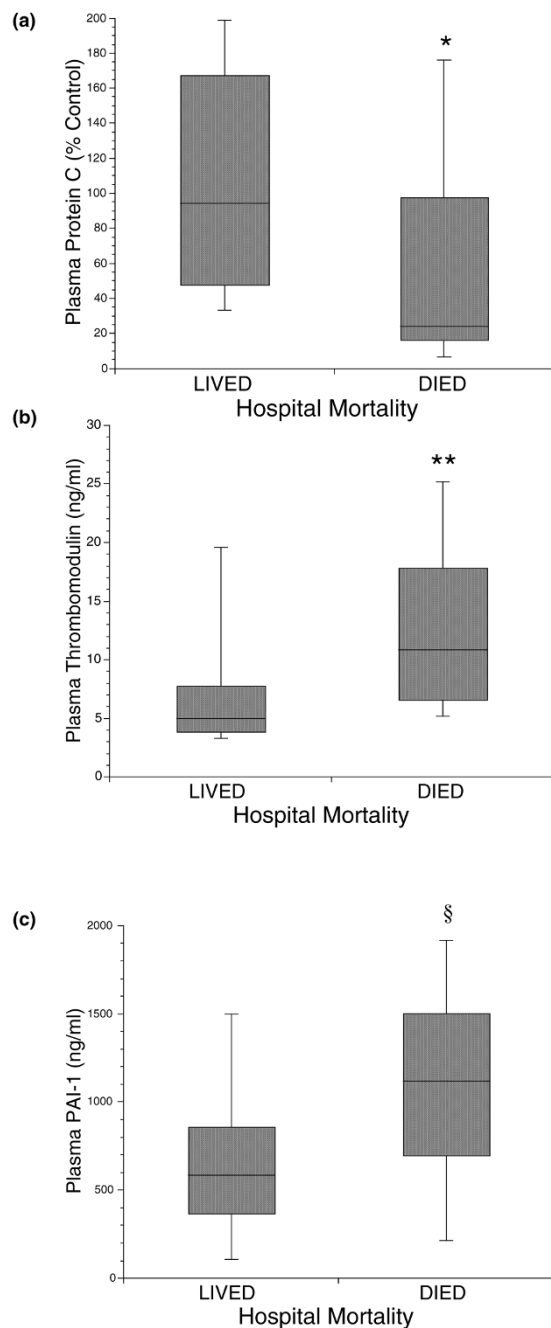 (a)
Plasma Protein C (% Control)
200
180
160
140
120
100
80
60
40
20
0
*
LIVED DIED
Hospital Mortality
(b)
Plasma Thrombomodulin (ng/ml)
30
25
20
15
10
5
0
**
LIVED DIED
Hospital Mortality
(c)
Plasma PAI-1 (ng/ml)
2000
1500
1000
500
0
§
LIVED DIED
Hospital Mortality